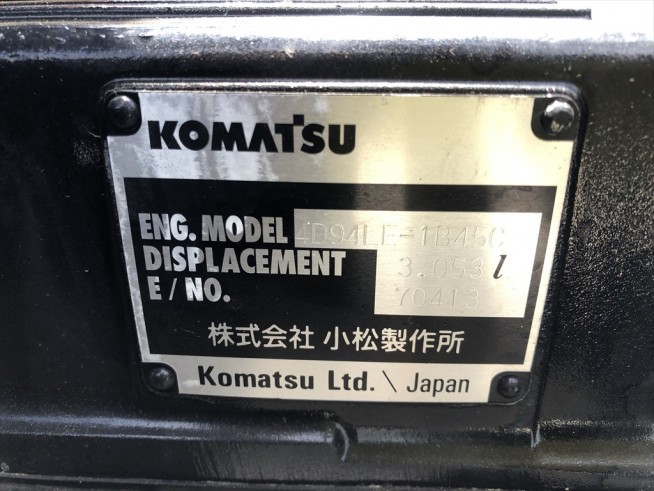 KOMATSU
ENG. MODEL 4D94LE-1B45C
DISPLACEMENT 3.053 l
E / NO. 70413
株式会社 小松製作所
Komatsu Ltd. \ Japan